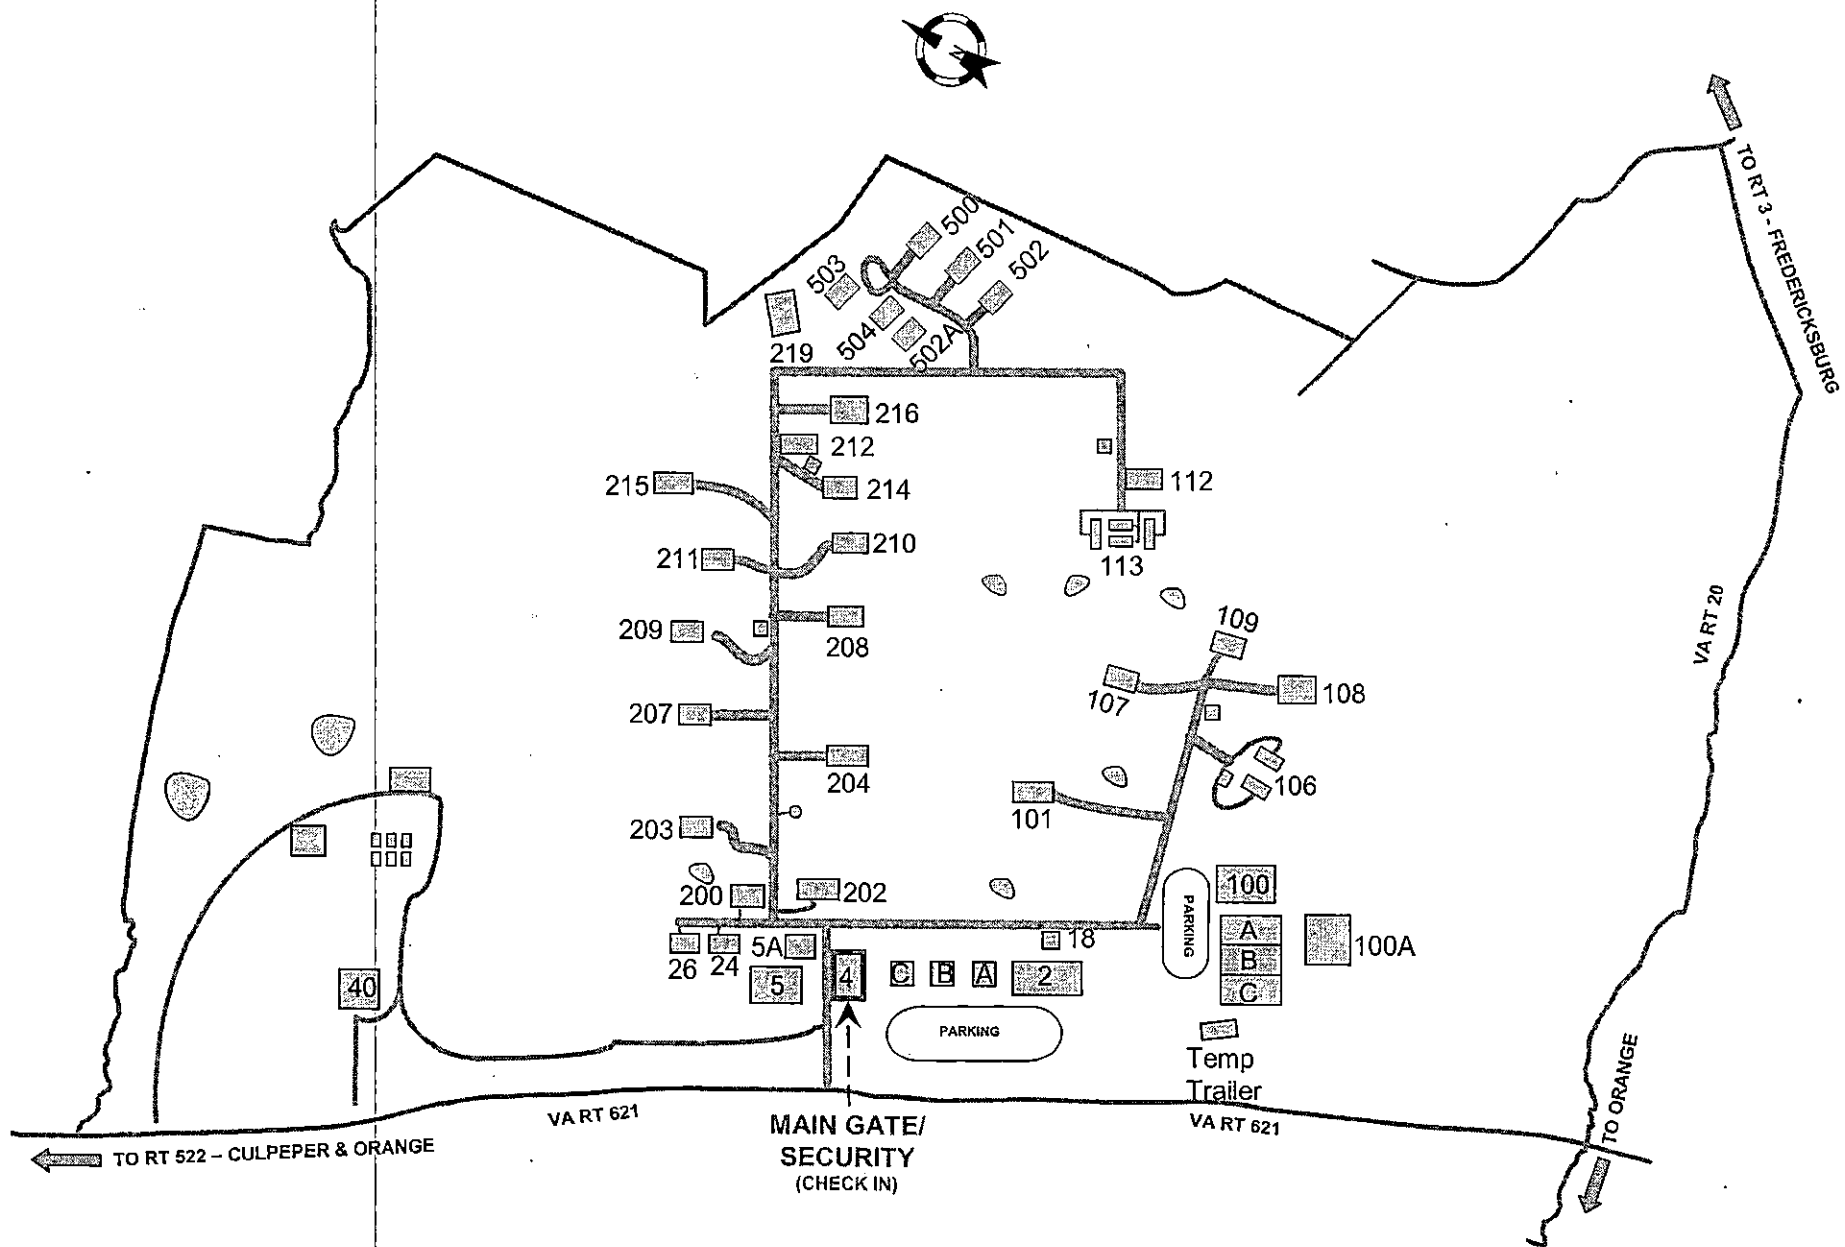 N
TO RT 3 - FREDERICKSBURG
500
501
502
503
504
502A
219
216
212
215
214
112
211
210
113
209
208
109
107
108
207
204
106
101
203
200
202
100
PARKING
A
B
C
100A
26
24
5A
5
4
C
B
A
2
18
40
PARKING
Temp
Trailer
VA RT 20
TO ORANGE
VA RT 621
VA RT 621
MAIN GATE/
SECURITY
(CHECK IN)
TO RT 522 – CULPEPER & ORANGE